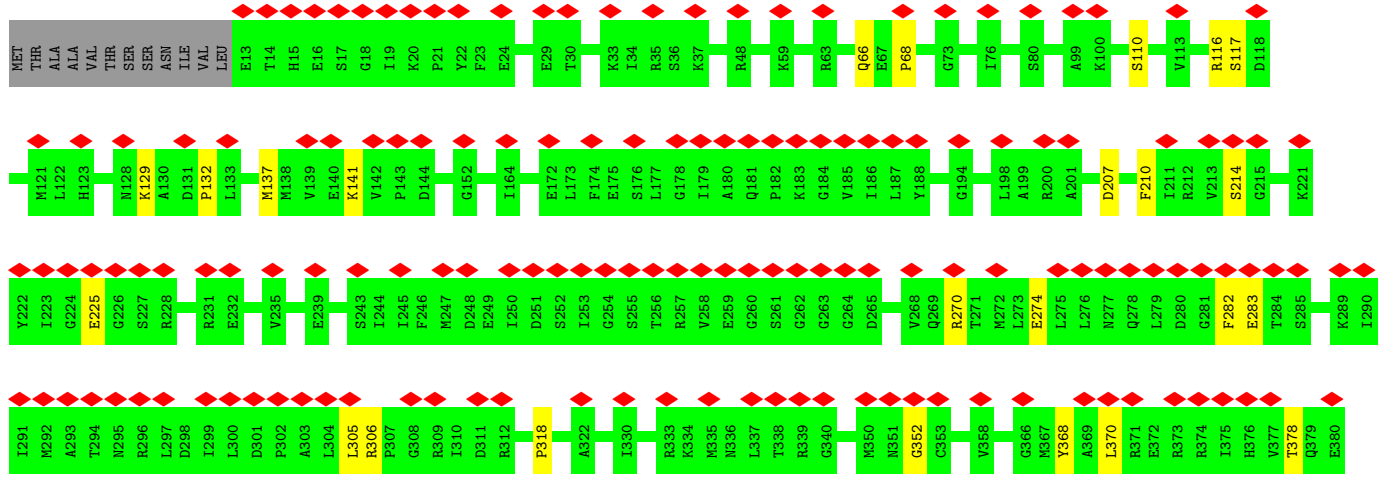 MET THR ALA ALA VAL THR SER SER ASN ILE VAL LEU E13 T14 H15 E16 S17 G18 I19 K20 P21 Y22 F23 E24 E29 T30 K33 I34 R35 S36 K37 R48 K59 R63 Q66 E67 P68 G73 I76 S80 A99 K100 S110 V113 R116 S117 D118
M121 L122 H123 N128 K129 A130 D131 P132 L133 M137 M138 V139 E140 K141 V142 P143 D144 G152 I164 E172 L173 F174 E175 S176 L177 G178 I179 A180 Q181 P182 K183 G184 V185 I186 L187 Y188 G194 L198 A199 R200 A201 D207 F210 I211 R212 V213 S214 G215 K221
Y222 I223 G224 E225 G226 S227 R228 R231 E232 V235 E239 S243 I244 I245 F246 M247 D248 E249 I250 D251 S252 I253 G254 S255 T256 R257 V258 E259 G260 S261 G262 G263 G264 D265 V268 Q269 R270 T271 M272 L273 E274 L275 L276 N277 Q278 L279 D280 G281 F282 E283 T284 S285 K289 I290
I291 M292 A293 T294 N295 R296 L297 D298 I299 L300 D301 P302 A303 L304 L305 R306 P307 G308 R309 I310 D311 R312 P318 A322 I330 R333 K334 M335 N336 L337 T338 R339 G340 M350 N351 G352 C353 V358 G366 M367 Y368 A369 L370 R371 E372 R373 R374 I375 H376 V377 T378 Q379 E380